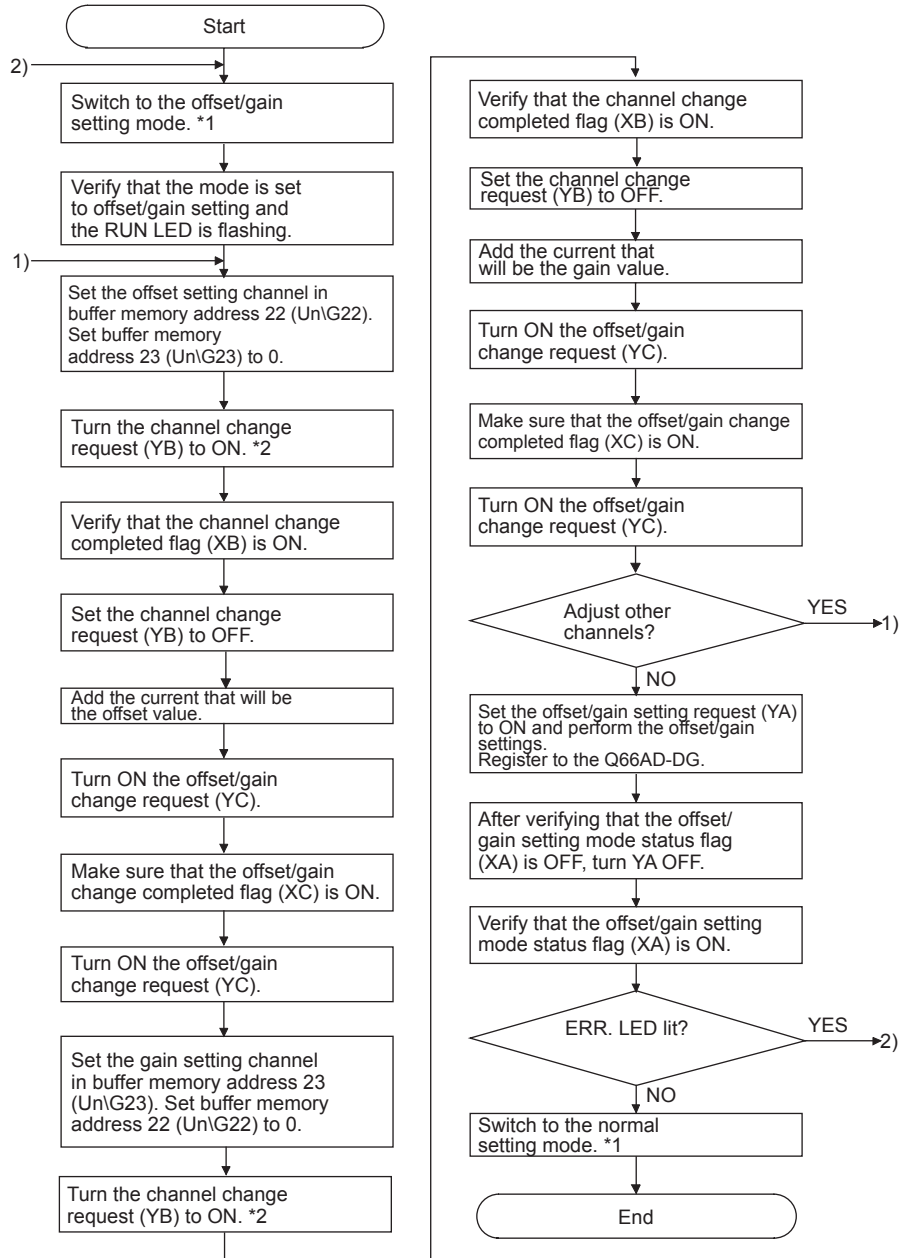 Start
2)
Switch to the offset/gain
setting mode. *1
Verify that the mode is set
to offset/gain setting and
the RUN LED is flashing.
1)
Set the offset setting channel in
buffer memory address 22 (Un\G22).
Set buffer memory
address 23 (Un\G23) to 0.
Turn the channel change
request (YB) to ON. *2
Verify that the channel change
completed flag (XB) is ON.
Set the channel change
request (YB) to OFF.
Add the current that will be
the offset value.
Turn ON the offset/gain
change request (YC).
Make sure that the offset/gain
change completed flag (XC) is ON.
Turn ON the offset/gain
change request (YC).
Set the gain setting channel
in buffer memory address 23
(Un\G23). Set buffer memory
address 22 (Un\G22) to 0.
Turn the channel change
request (YB) to ON. *2
Verify that the channel change
completed flag (XB) is ON.
Set the channel change
request (YB) to OFF.
Add the current that
will be the gain value.
Turn ON the offset/gain
change request (YC).
Make sure that the offset/gain change
completed flag (XC) is ON.
Turn ON the offset/gain
change request (YC).
Adjust other
channels?
YES
1)
NO
Set the offset/gain setting request (YA)
to ON and perform the offset/gain
settings.
Register to the Q66AD-DG.
After verifying that the offset/
gain setting mode status flag
(XA) is OFF, turn YA OFF.
Verify that the offset/gain setting
mode status flag (XA) is ON.
ERR. LED lit?
YES
2)
NO
Switch to the normal
setting mode. *1
End